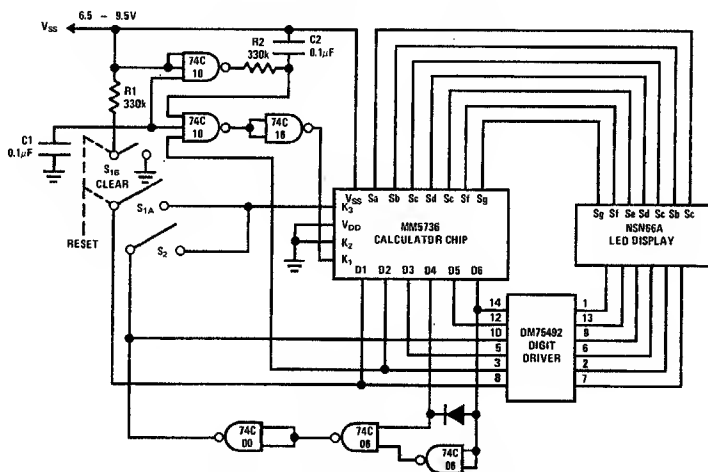 6.5 – 9.5V
VSS
R2
330k
C2
0.1μF
74C
10
R1
330k
74C
10
74C
10
C1
0.1μF
S1B
CLEAR
S1A
RESET
S2
VSS Sa Sb Sc Sd Sc Sf Sg
K3
VDD
K2
K1
MM5736
CALCULATOR CHIP
D1 D2 D3 D4 D5 D6
Sg Sf Se Sd Sc Sb Sc
NSN66A
LED DISPLAY
14
12
10
5
3
8
DM75492
DIGIT
DRIVER
1
13
8
6
2
7
74C
00
74C
08
74C
08